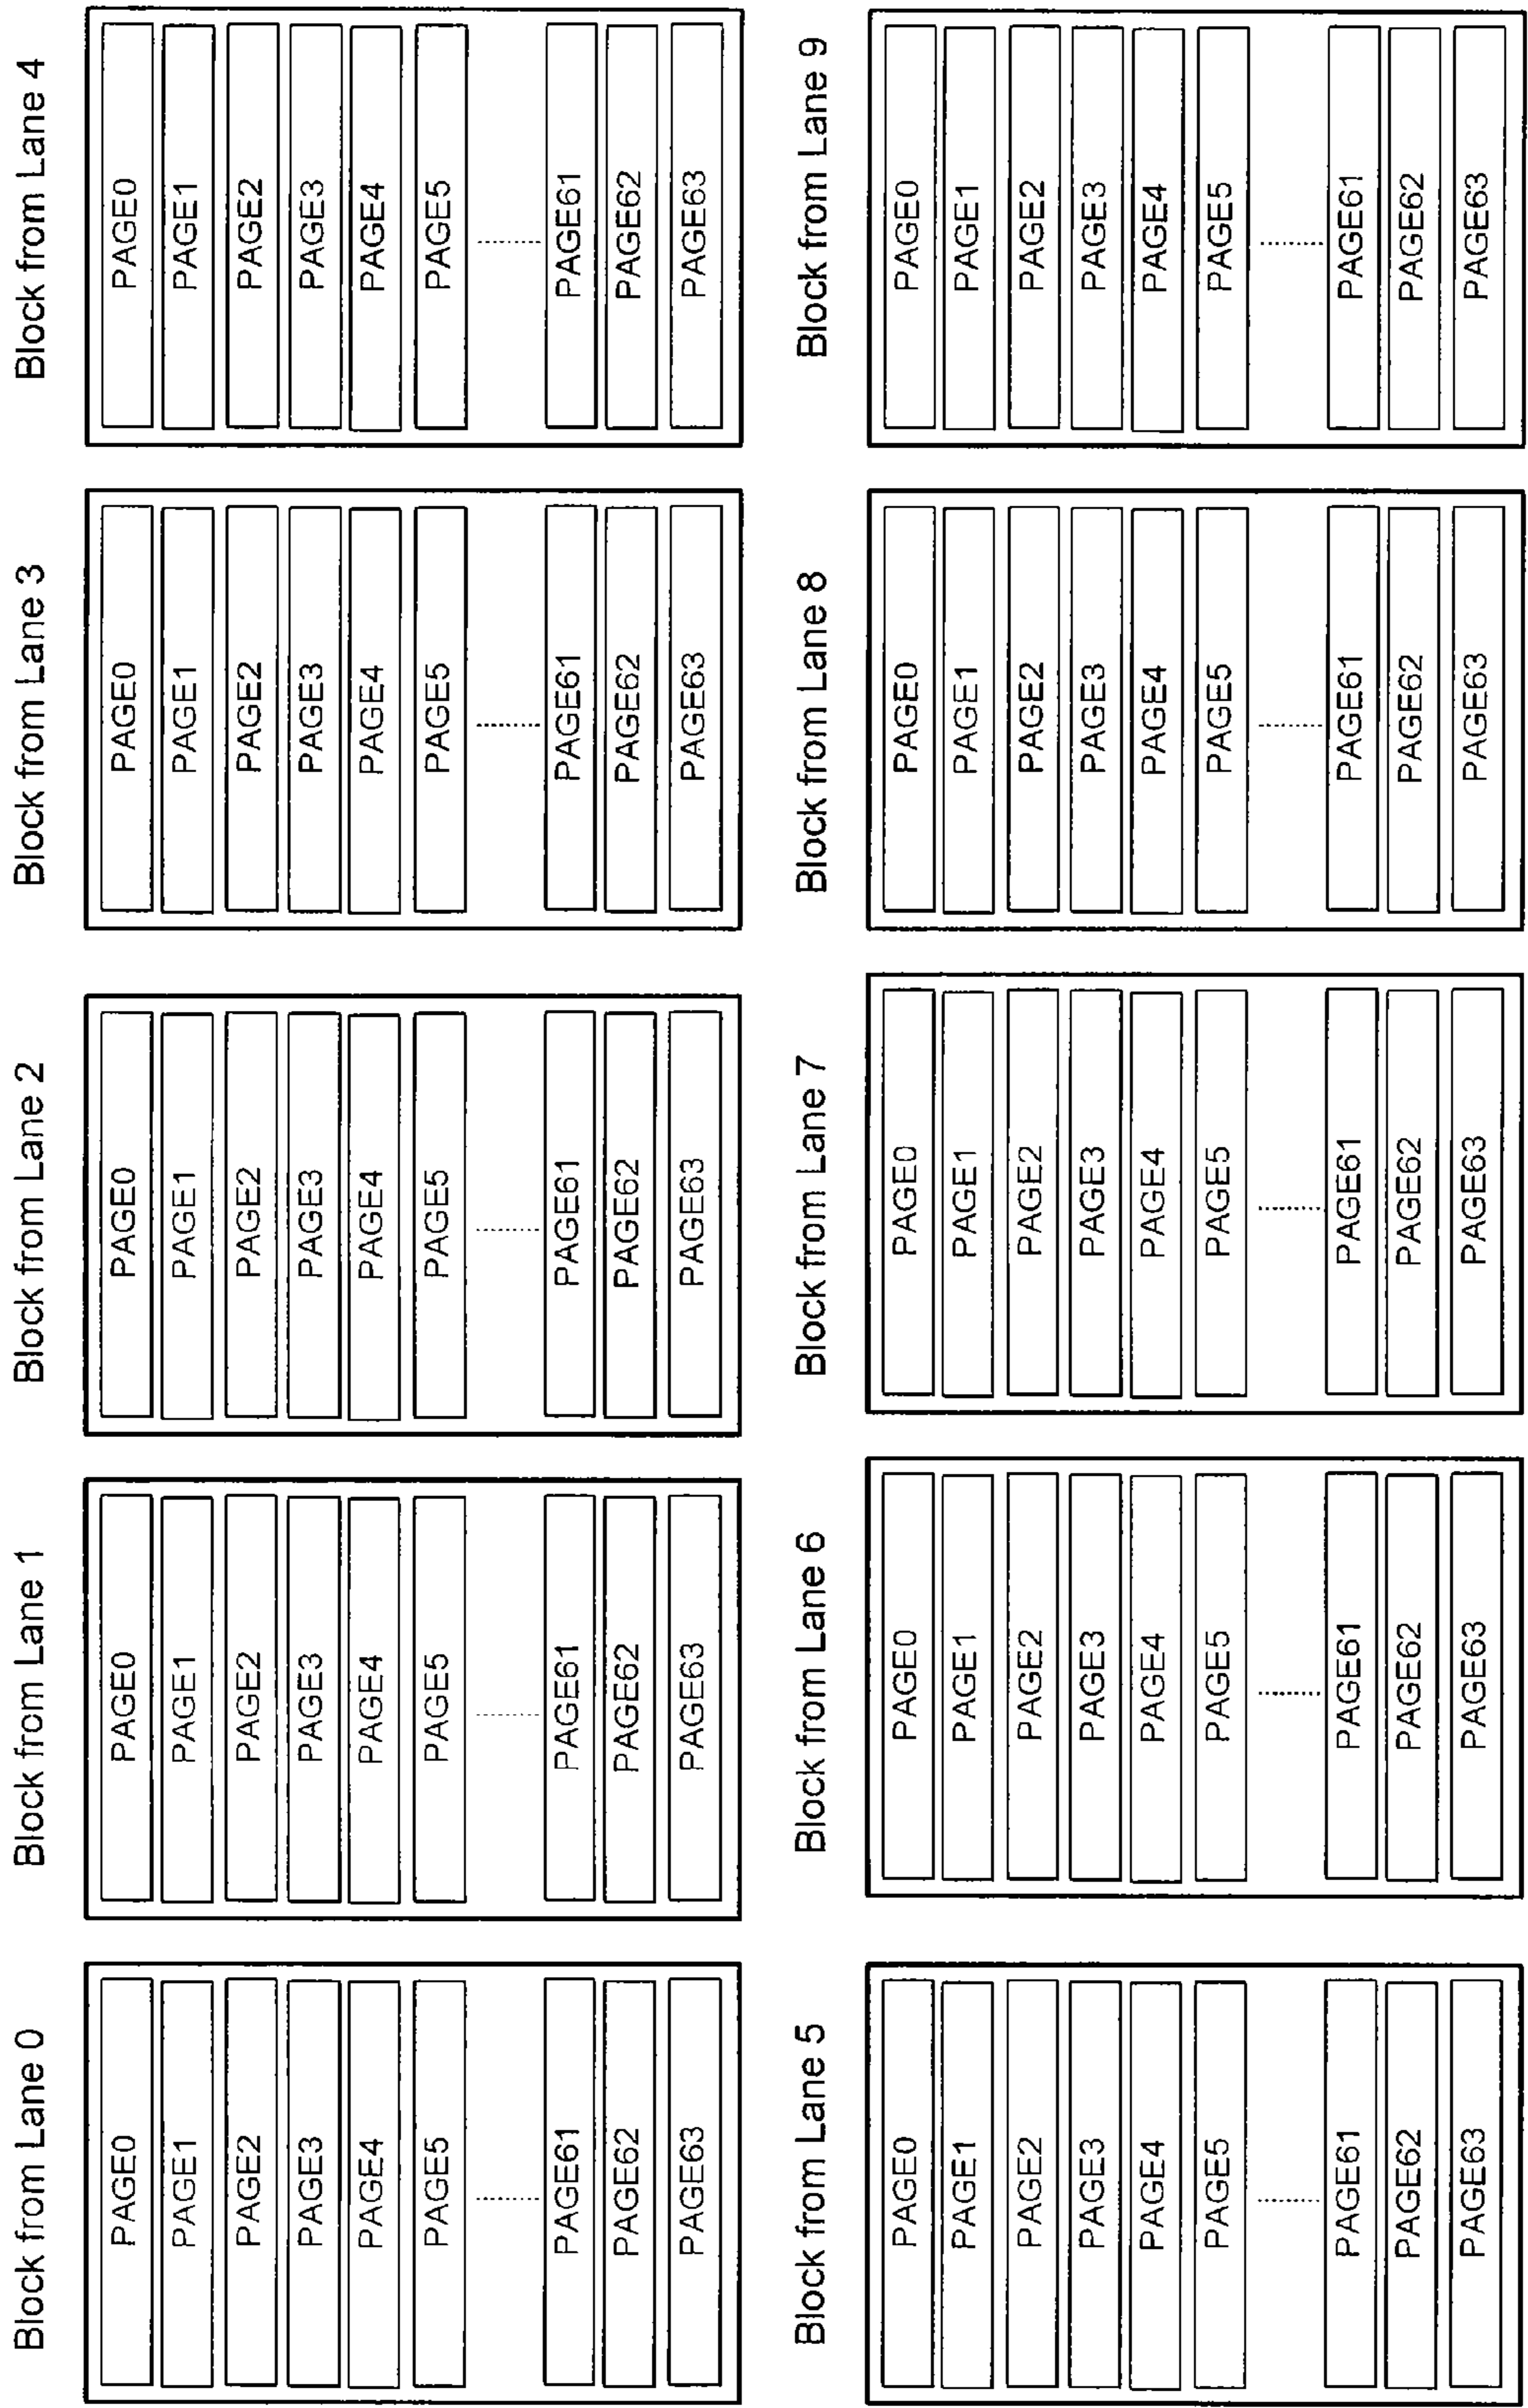 Block from Lane 0
PAGE0
PAGE1
PAGE2
PAGE3
PAGE4
PAGE5
PAGE61
PAGE62
PAGE63
Block from Lane 1
PAGE0
PAGE1
PAGE2
PAGE3
PAGE4
PAGE5
PAGE61
PAGE62
PAGE63
Block from Lane 2
PAGE0
PAGE1
PAGE2
PAGE3
PAGE4
PAGE5
PAGE61
PAGE62
PAGE63
Block from Lane 3
PAGE0
PAGE1
PAGE2
PAGE3
PAGE4
PAGE5
PAGE61
PAGE62
PAGE63
Block from Lane 4
PAGE0
PAGE1
PAGE2
PAGE3
PAGE4
PAGE5
PAGE61
PAGE62
PAGE63
Block from Lane 5
PAGE0
PAGE1
PAGE2
PAGE3
PAGE4
PAGE5
PAGE61
PAGE62
PAGE63
Block from Lane 6
PAGE0
PAGE1
PAGE2
PAGE3
PAGE4
PAGE5
PAGE61
PAGE62
PAGE63
Block from Lane 7
PAGE0
PAGE1
PAGE2
PAGE3
PAGE4
PAGE5
PAGE61
PAGE62
PAGE63
Block from Lane 8
PAGE0
PAGE1
PAGE2
PAGE3
PAGE4
PAGE5
PAGE61
PAGE62
PAGE63
Block from Lane 9
PAGE0
PAGE1
PAGE2
PAGE3
PAGE4
PAGE5
PAGE61
PAGE62
PAGE63